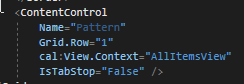 <ContentControl
Name="Pattern"
Grid.Row="1"
cal:View.Context="AllItemsView"
IsTabStop="False" />